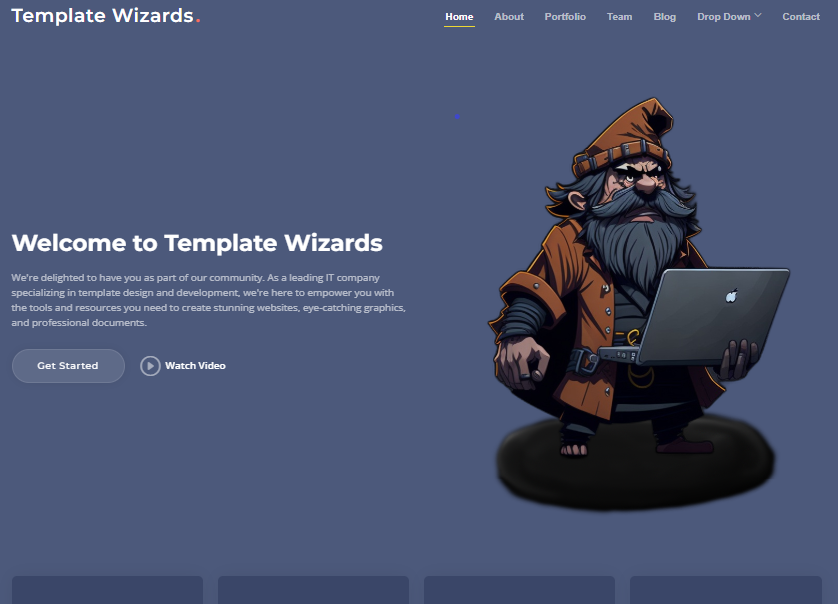 Template Wizards.
Home About Portfolio Team Blog Drop Down Contact
Welcome to Template Wizards
We're delighted to have you as part of our community. As a leading IT company
specializing in template design and development, we're here to empower you with
the tools and resources you need to create stunning websites, eye-catching graphics,
and professional documents.
Get Started Watch Video